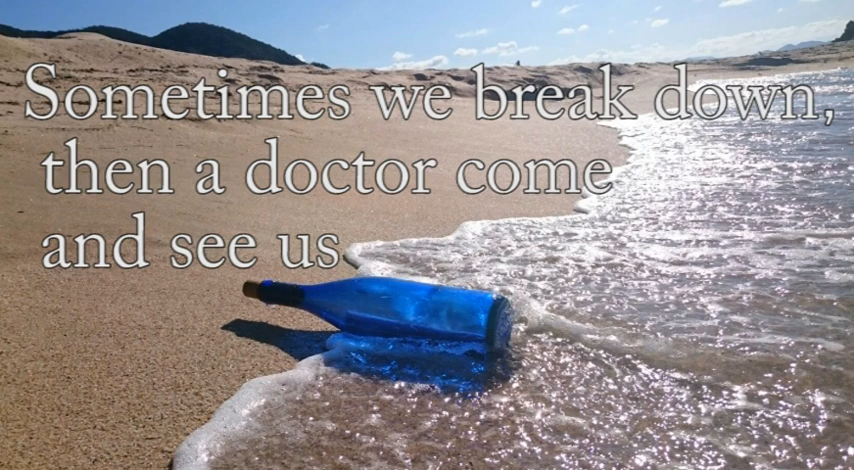 Sometimes we break down,
then a doctor come
and see us